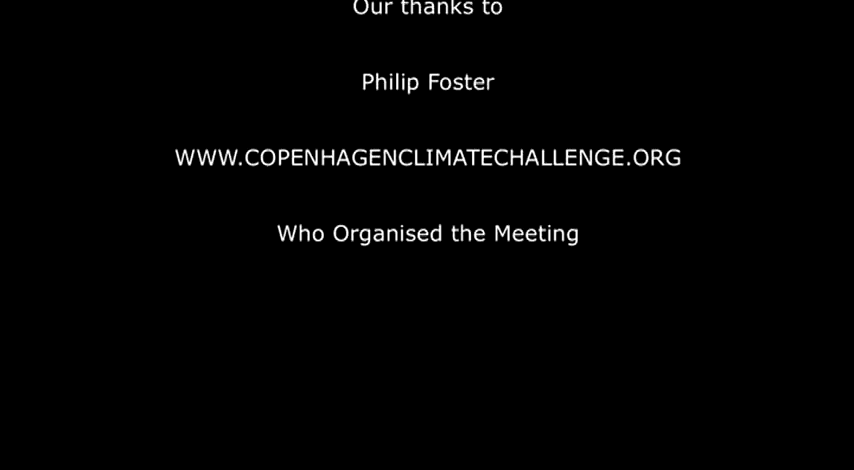 Our thanks to
Philip Foster
WWW.COPENHAGENCLIMATECHALLENGE.ORG
Who Organised the Meeting